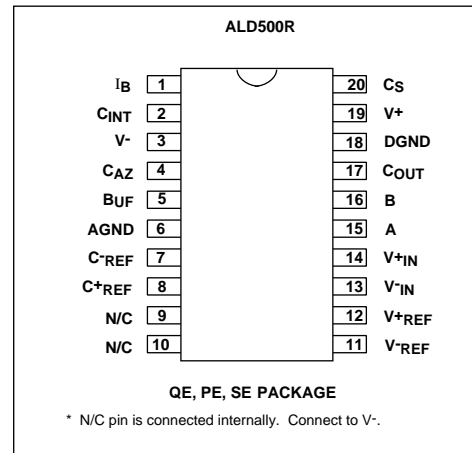 ALD500R
IB 1 20 CS
CINT 2 19 V+
V- 3 18 DGND
CAZ 4 17 COUT
BUF 5 16 B
AGND 6 15 A
C-REF 7 14 V+IN
C+REF 8 13 V-IN
N/C 9 12 V+REF
N/C 10 11 V-REF
QE, PE, SE PACKAGE
* N/C pin is connected internally. Connect to V-.